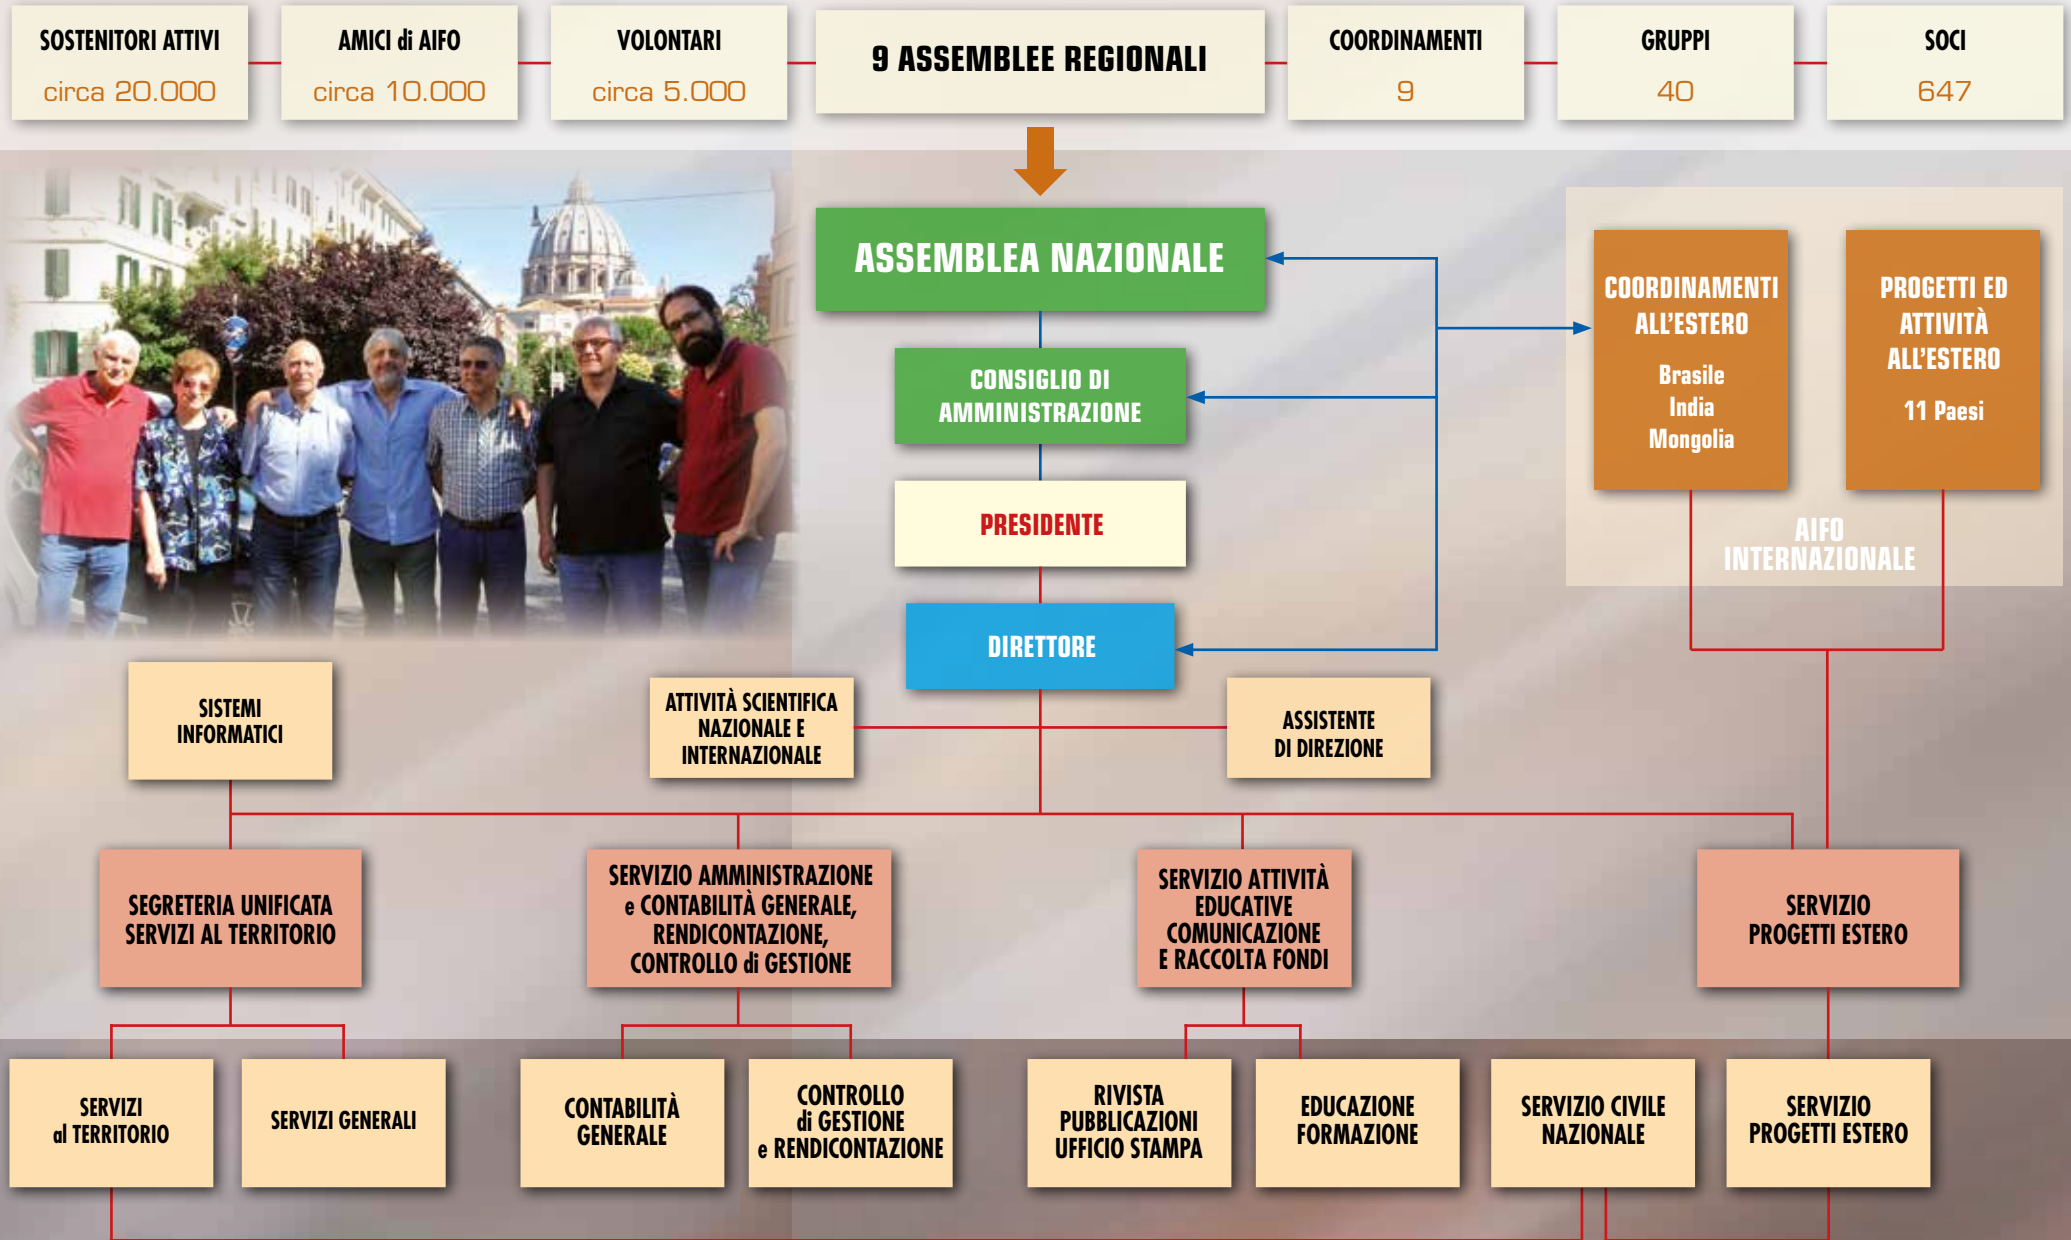 SOSTENITORI ATTIVI
circa 20.000
AMICI di AIFO
circa 10.000
VOLONTARI
circa 5.000
9 ASSEMBLEE REGIONALI
COORDINAMENTI
9
GRUPPI
40
SOCI
647
ASSEMBLEA NAZIONALE
CONSIGLIO DI
AMMINISTRAZIONE
PRESIDENTE
DIRETTORE
COORDINAMENTI
ALL'ESTERO
Brasile
India
Mongolia
PROGETTI ED
ATTIVITÀ
ALL'ESTERO
11 Paesi
AIFO
INTERNAZIONALE
SISTEMI
INFORMATICI
ATTIVITÀ SCIENTIFICA
NAZIONALE E
INTERNAZIONALE
ASSISTENTE
DI DIREZIONE
SEGRETERIA UNIFICATA
SERVIZI AL TERRITORIO
SERVIZIO AMMINISTRAZIONE
e CONTABILITÀ GENERALE,
RENDICONTAZIONE,
CONTROLLO di GESTIONE
SERVIZIO ATTIVITÀ
EDUCATIVE
COMUNICAZIONE
E RACCOLTA FONDI
SERVIZIO
PROGETTI ESTERO
SERVIZI
al TERRITORIO
SERVIZI GENERALI
CONTABILITÀ
GENERALE
CONTROLLO
di GESTIONE
e RENDICONTAZIONE
RIVISTA
PUBBLICAZIONI
UFFICIO STAMPA
EDUCAZIONE
FORMAZIONE
SERVIZIO CIVILE
NAZIONALE
SERVIZIO
PROGETTI ESTERO